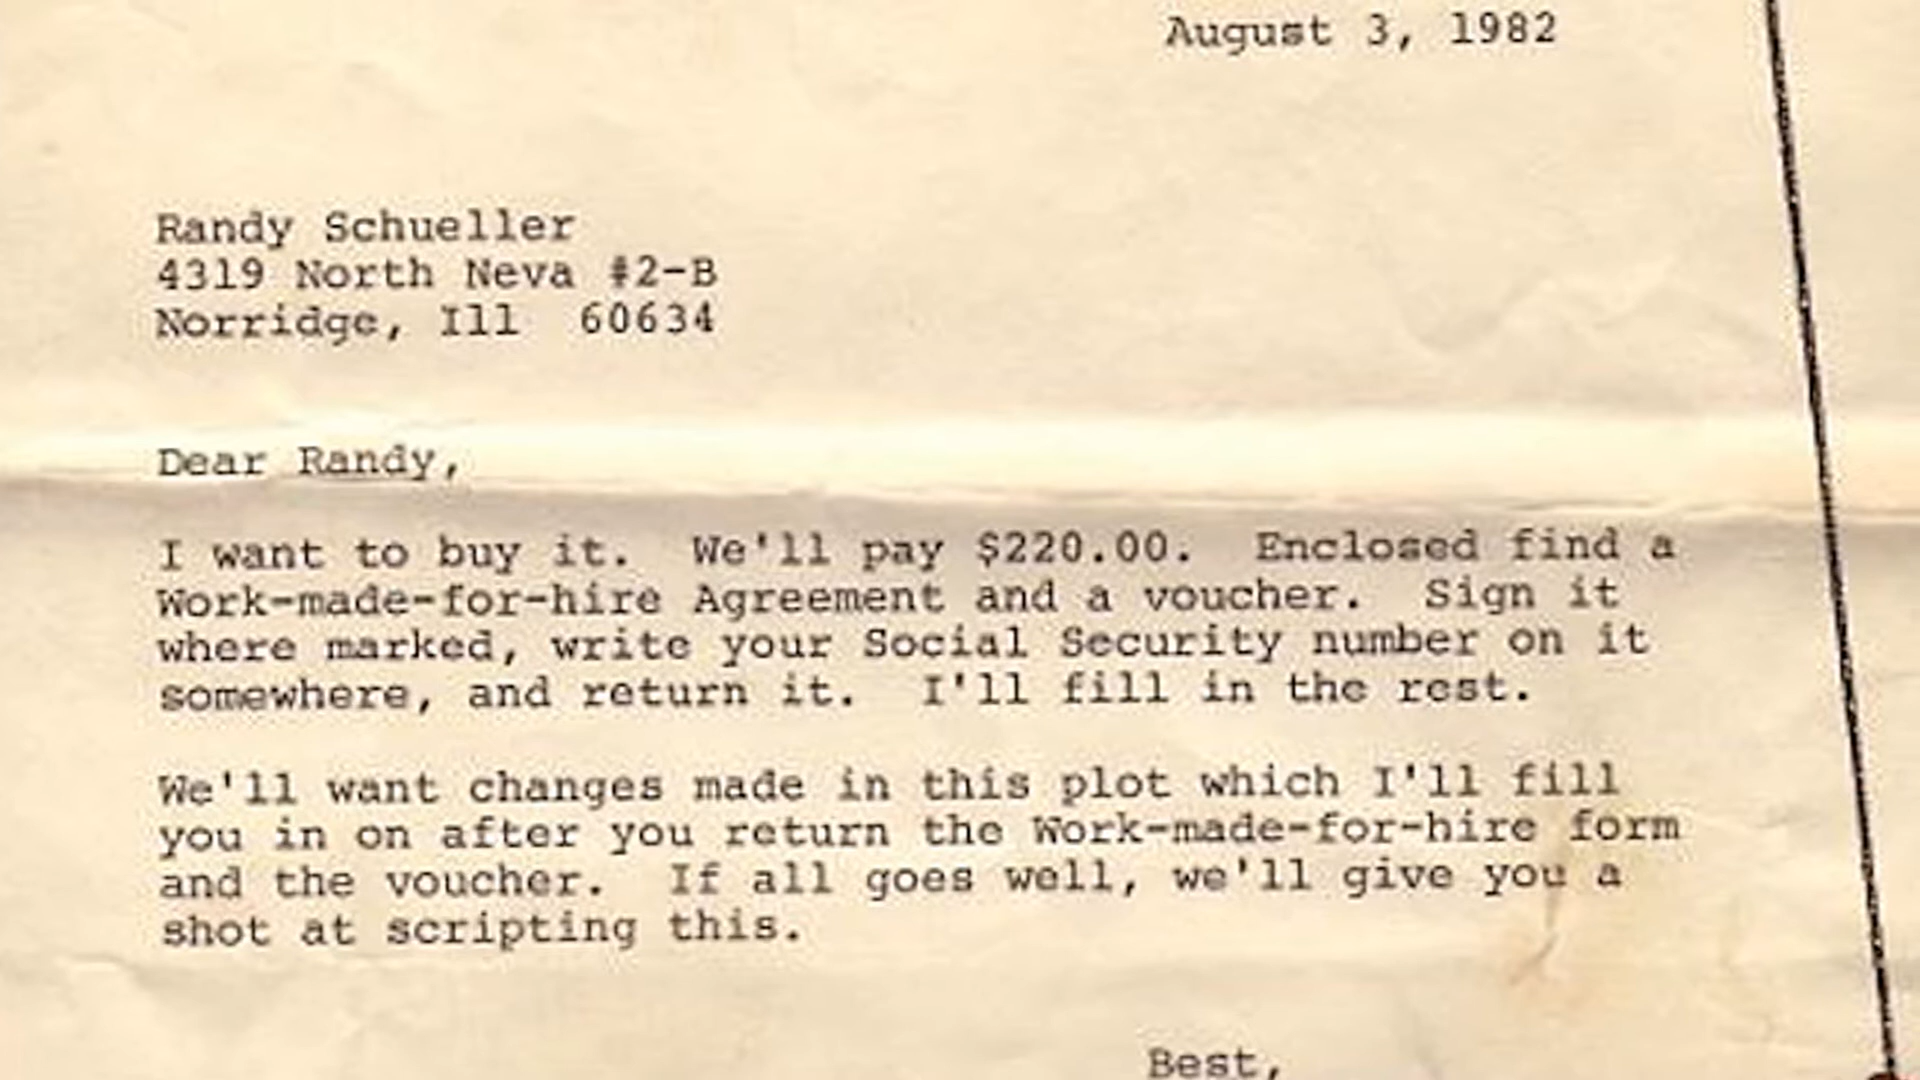 August 3, 1982
Randy Schueller
4319 North Neva #2-B
Norridge, Ill  60634
Dear Randy,
I want to buy it.  We'll pay $220.00.  Enclosed find a
Work-made-for-hire Agreement and a voucher.  Sign it
where marked, write your Social Security number on it
somewhere, and return it.  I'll fill in the rest.
We'll want changes made in this plot which I'll fill
you in on after you return the Work-made-for-hire form
and the voucher.  If all goes well, we'll give you a
shot at scripting this.
Best,